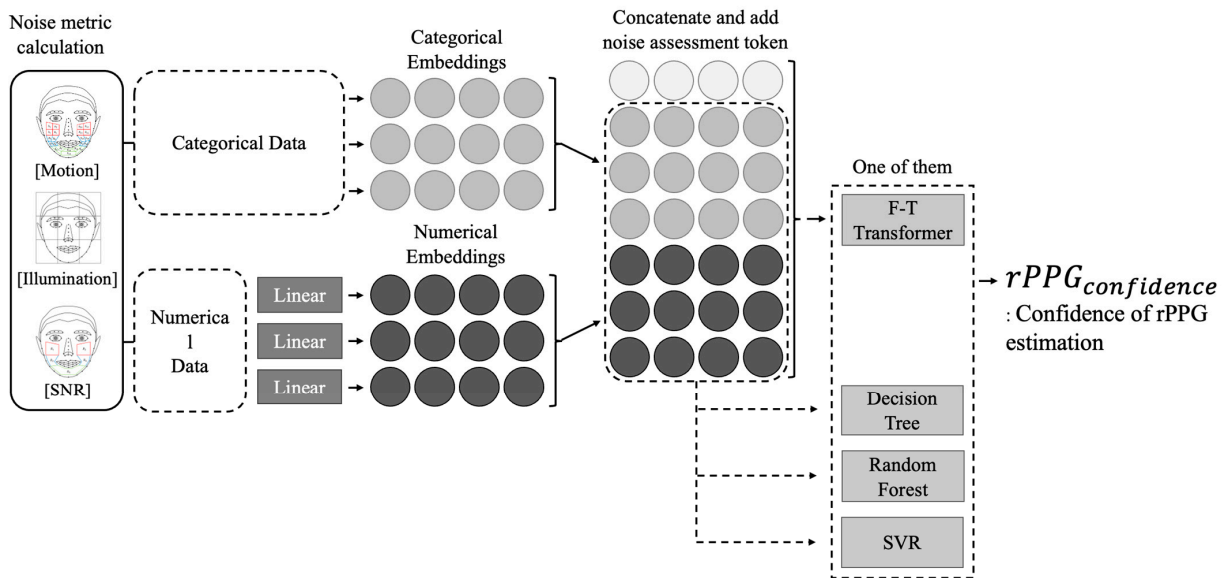 Noise metric
calculation
[Motion]
[Illumination]
[SNR]
Categorical Data
Numerica
l
Data
Linear
Linear
Linear
Categorical
Embeddings
Numerical
Embeddings
Concatenate and add
noise assessment token
One of them
F-T
Transformer
Decision
Tree
Random
Forest
SVR
rPPG_confidence
: Confidence of rPPG
estimation